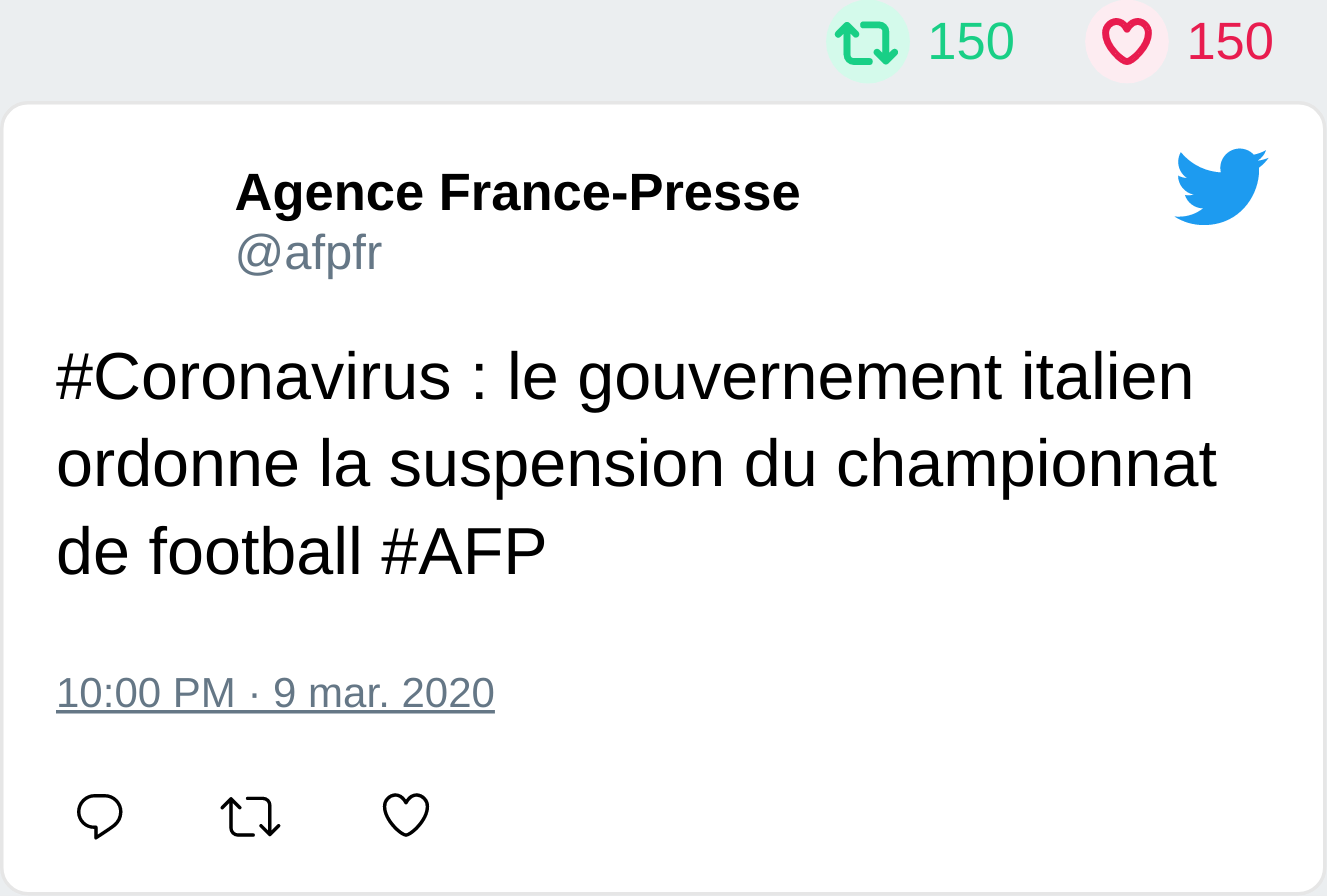 150 150
Agence France-Presse
@afpfr
#Coronavirus : le gouvernement italien
ordonne la suspension du championnat
de football #AFP
10:00 PM · 9 mar. 2020